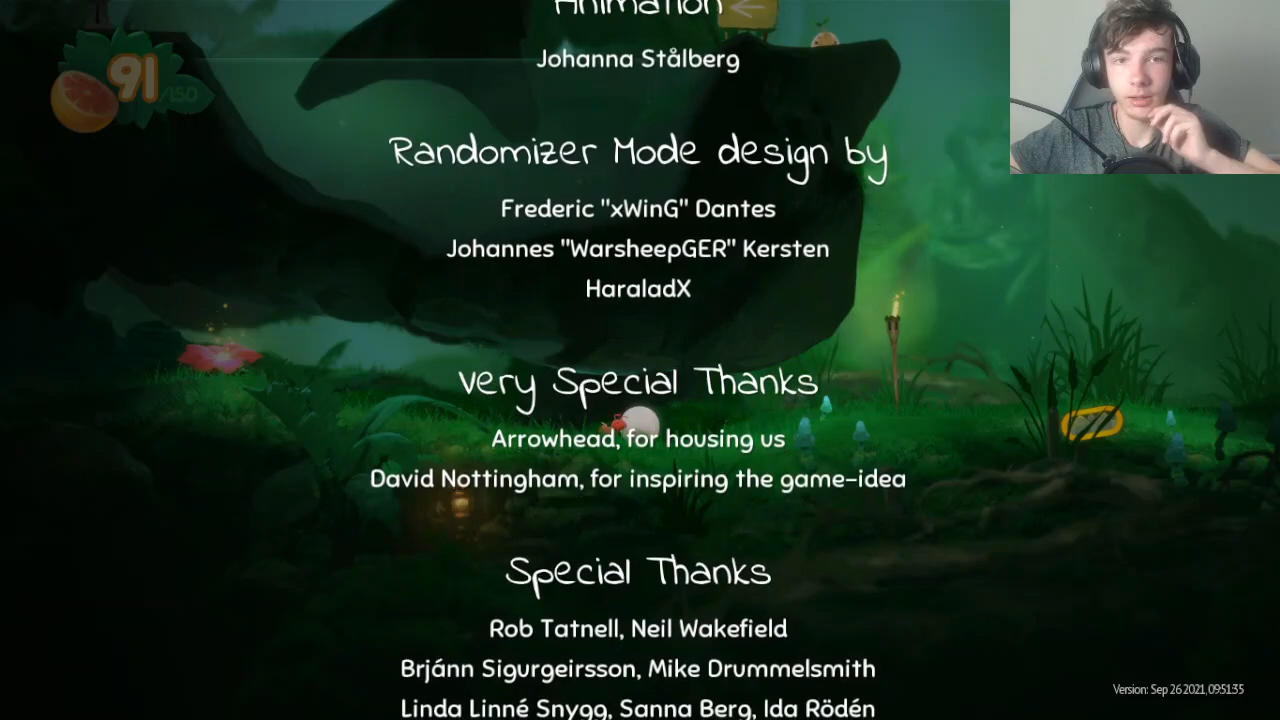 Animation
Johanna Stålberg
91/150
Randomizer Mode design by
Frederic "xWinG" Dantes
Johannes "WarsheepGER" Kersten
HaraladX
Very Special Thanks
Arrowhead, for housing us
David Nottingham, for inspiring the game-idea
Special Thanks
Rob Tatnell, Neil Wakefield
Brjánn Sigurgeirsson, Mike Drummelsmith
Linda Linné Snygg, Sanna Berg, Ida Rödén
Version: Sep 26 2021, 09:51:35